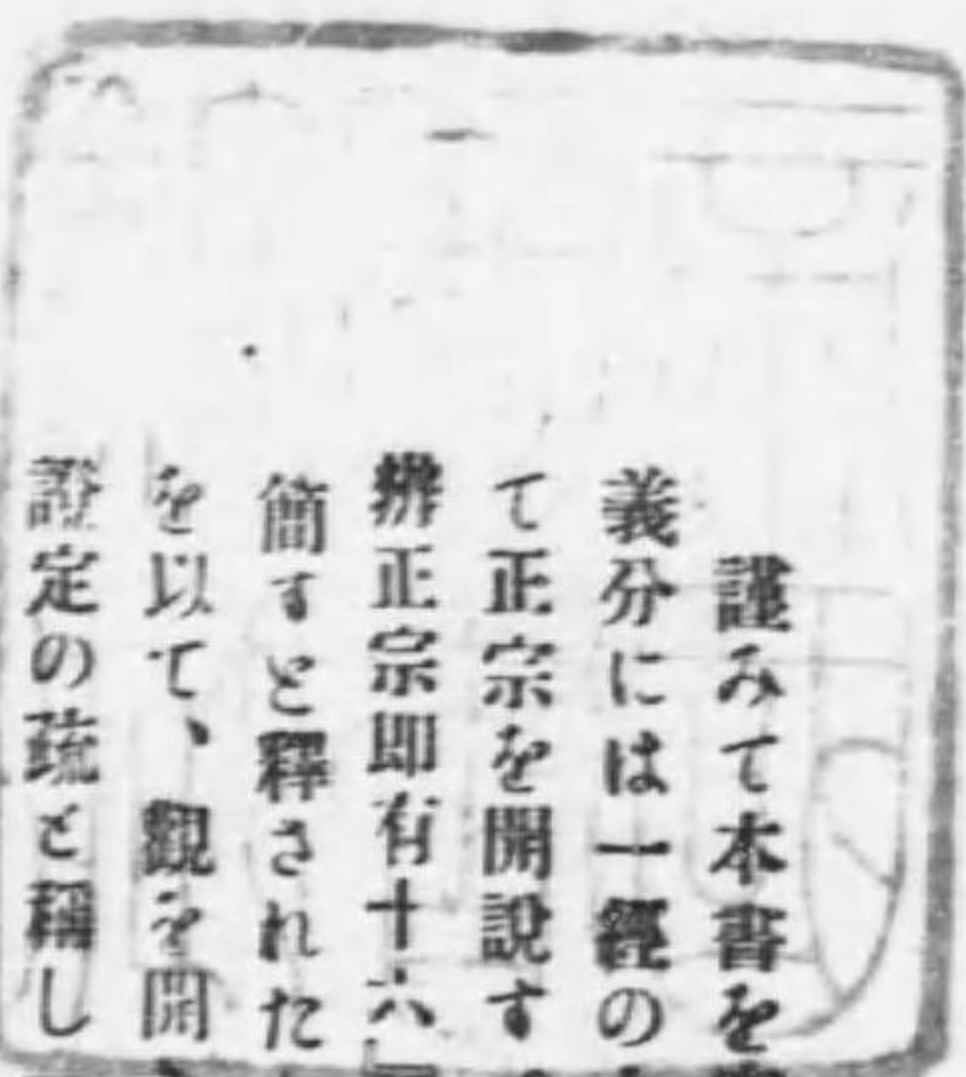 謹みて本書を
義分には一經の
て正宗を開說す
辨正宗即有十六
簡すと釋された
を以て、觀を開
證定の疏と稱し